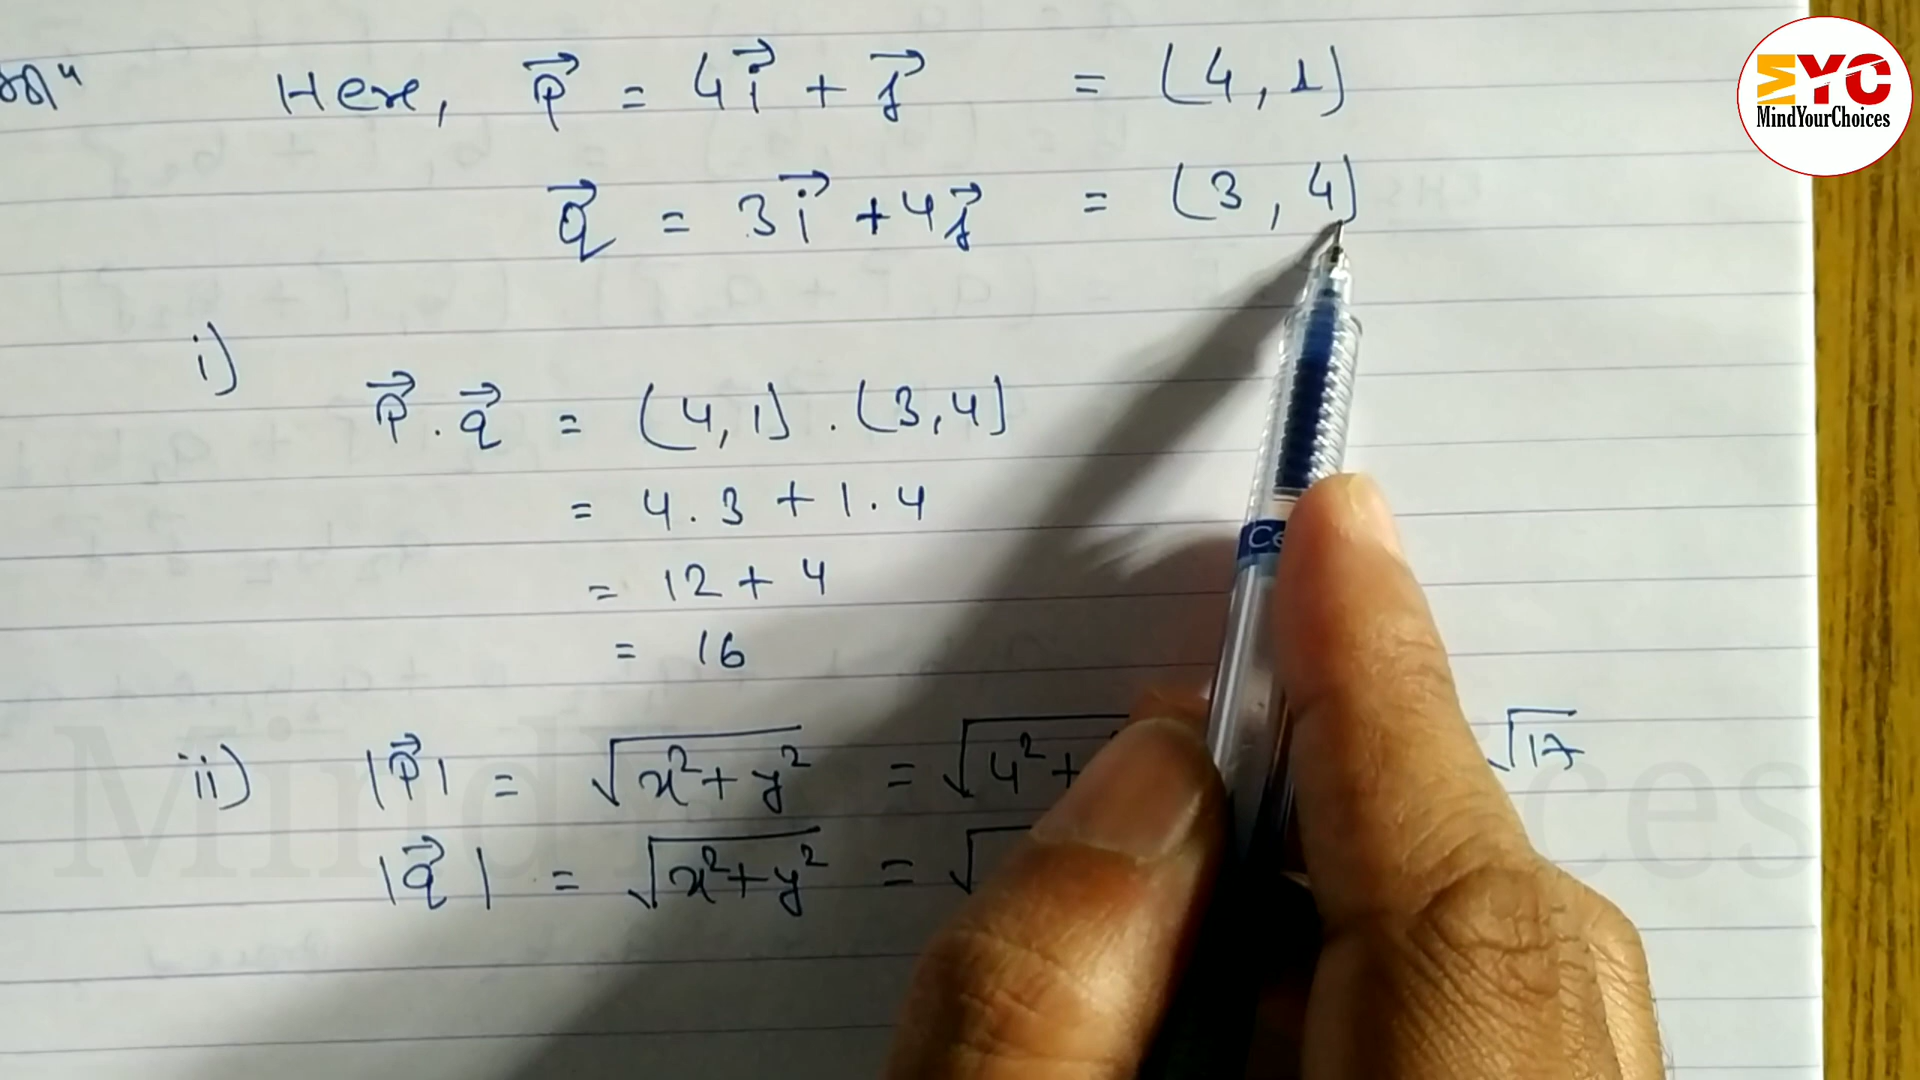 Here, p⃗ = 4i⃗ + j⃗ = (4, 1)
q⃗ = 3i⃗ + 4j⃗ = (3, 4)
i)
p⃗ . q⃗ = (4, 1) . (3, 4)
= 4 . 3 + 1 . 4
= 12 + 4
= 16
ii) |p⃗| = √(x² + y²) = √(4² + √17
|q⃗| = √(x² + y²) = √
MYC
MindYourChoices